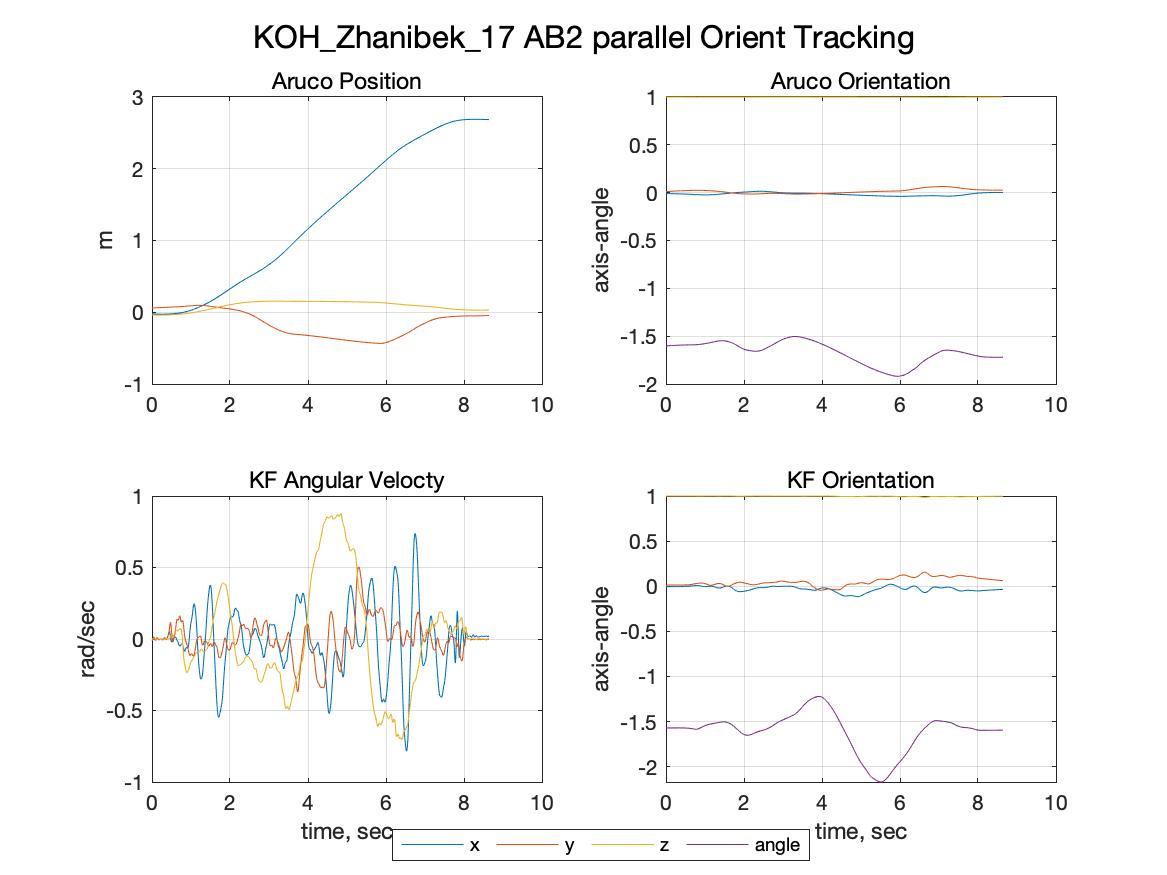 KOH_Zhanibek_17 AB2 parallel Orient Tracking
Aruco Position
3
2
1
0
-1
m
0 2 4 6 8 10
Aruco Orientation
1
0.5
0
-0.5
-1
-1.5
-2
axis-angle
0 2 4 6 8 10
KF Angular Velocty
1
0.5
0
-0.5
-1
rad/sec
0 2 4 6 8 10
time, sec
KF Orientation
1
0.5
0
-0.5
-1
-1.5
-2
axis-angle
0 2 4 6 8 10
time, sec
x y z angle